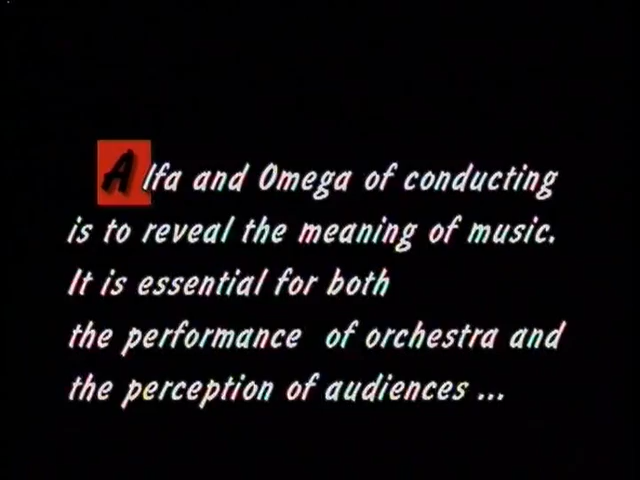 Alfa and Omega of conducting
is to reveal the meaning of music.
It is essential for both
the performance of orchestra and
the perception of audiences ...